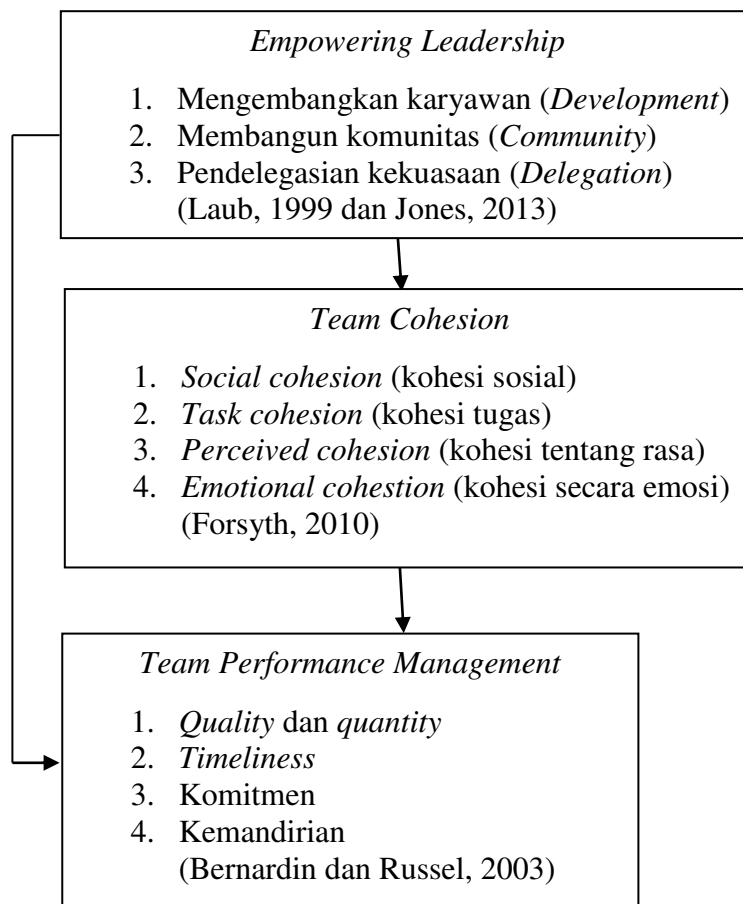 Empowering Leadership
1. Mengembangkan karyawan (Development)
2. Membangun komunitas (Community)
3. Pendelegasian kekuasaan (Delegation)
(Laub, 1999 dan Jones, 2013)
Team Cohesion
1. Social cohesion (kohesi sosial)
2. Task cohesion (kohesi tugas)
3. Perceived cohesion (kohesi tentang rasa)
4. Emotional cohestion (kohesi secara emosi)
(Forsyth, 2010)
Team Performance Management
1. Quality dan quantity
2. Timeliness
3. Komitmen
4. Kemandirian
(Bernardin dan Russel, 2003)